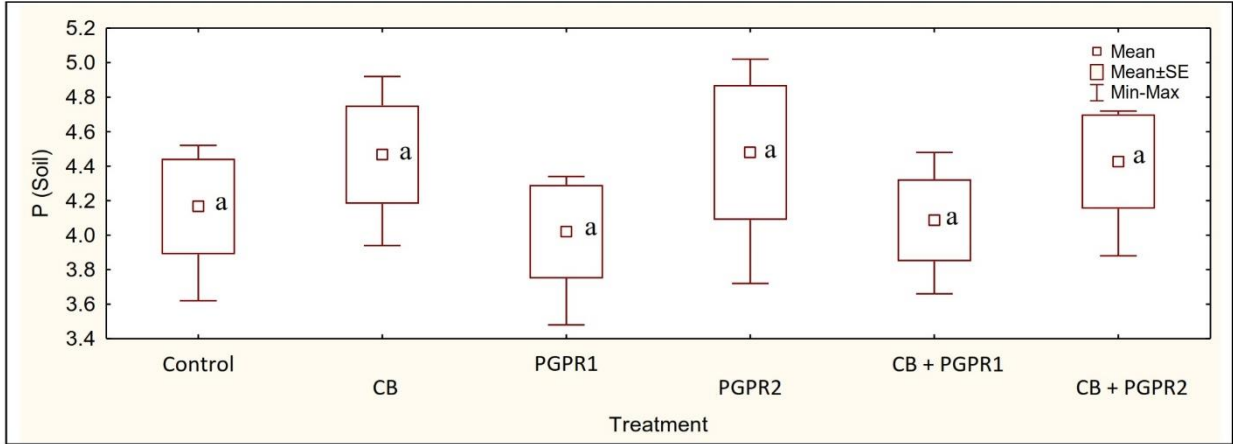 5.2
5.0
4.8
4.6
4.4
4.2
4.0
3.8
3.6
3.4
P (Soil)
Mean
Mean±SE
Min-Max
a
a
a
a
a
a
Control
CB
PGPR1
PGPR2
CB + PGPR1
CB + PGPR2
Treatment